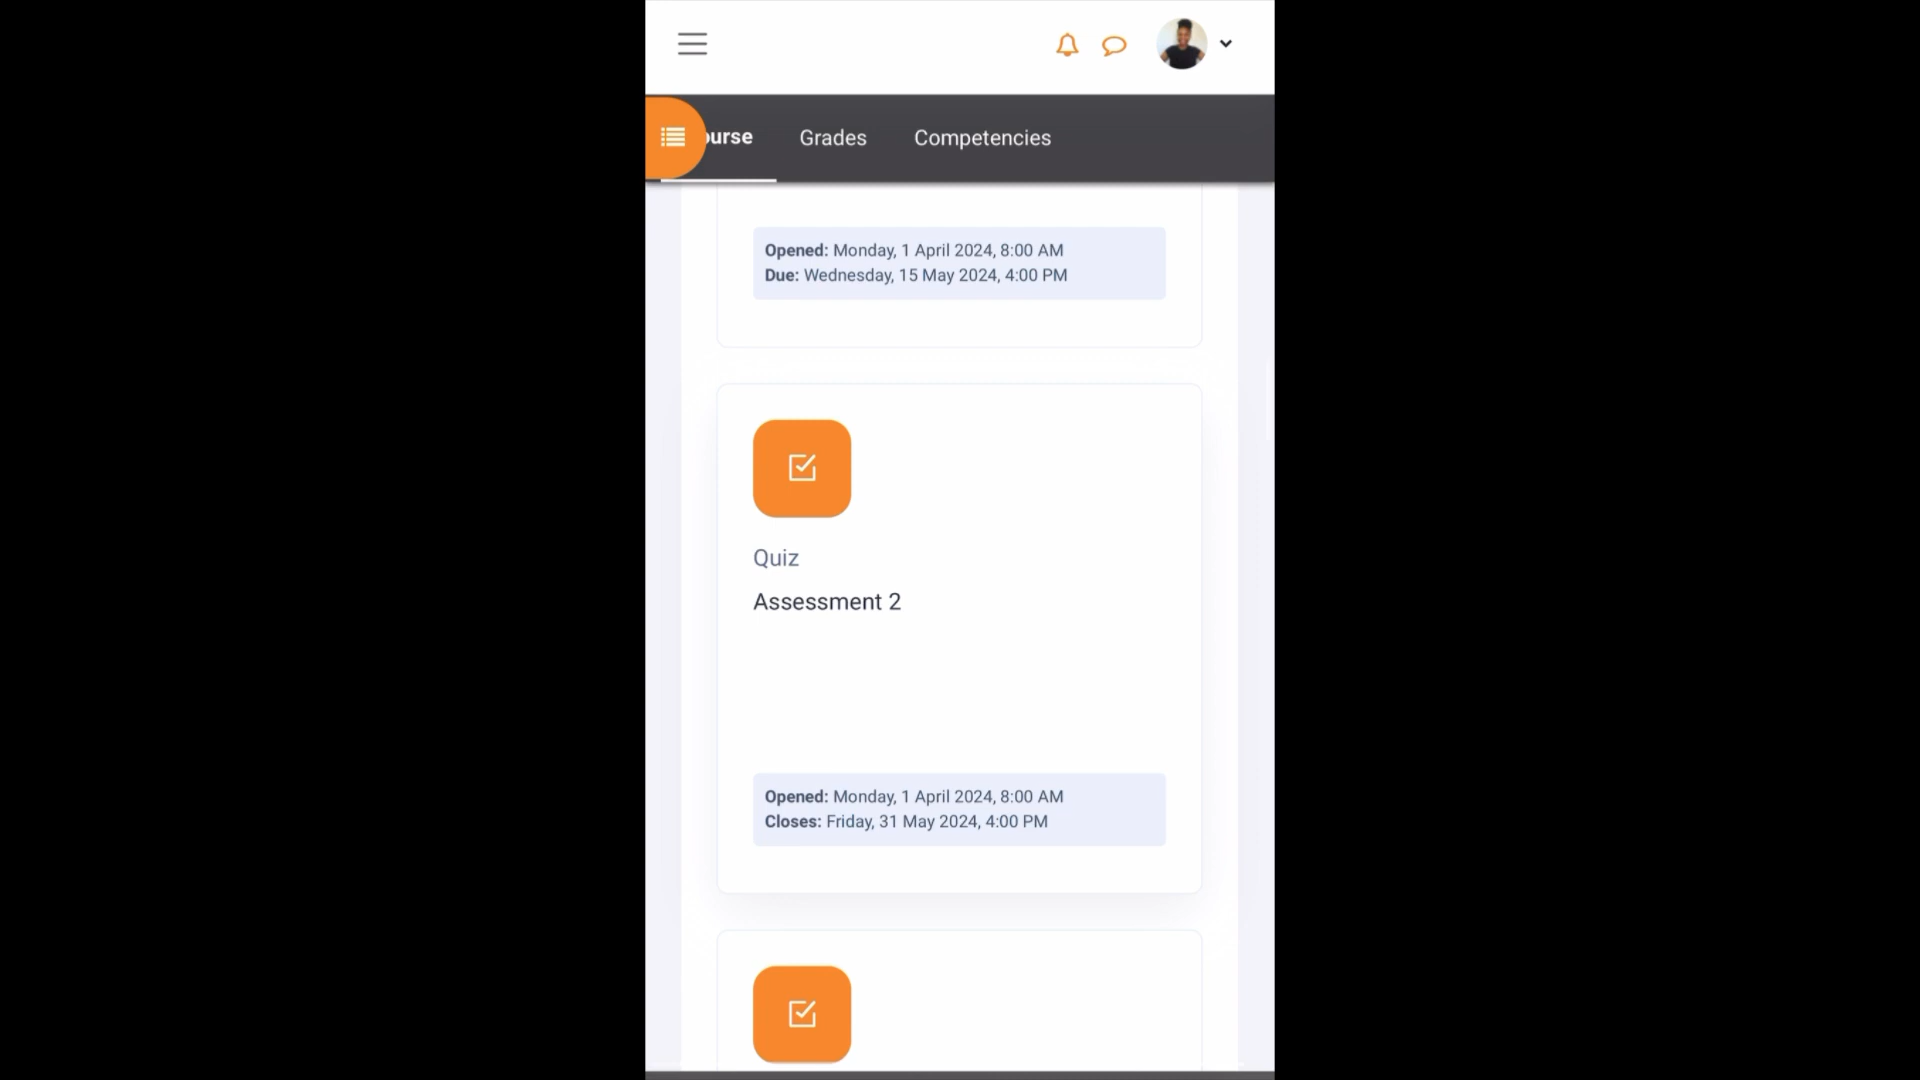 ourse
Grades
Competencies
Opened: Monday, 1 April 2024, 8:00 AM
Due: Wednesday, 15 May 2024, 4:00 PM
Quiz
Assessment 2
Opened: Monday, 1 April 2024, 8:00 AM
Closes: Friday, 31 May 2024, 4:00 PM